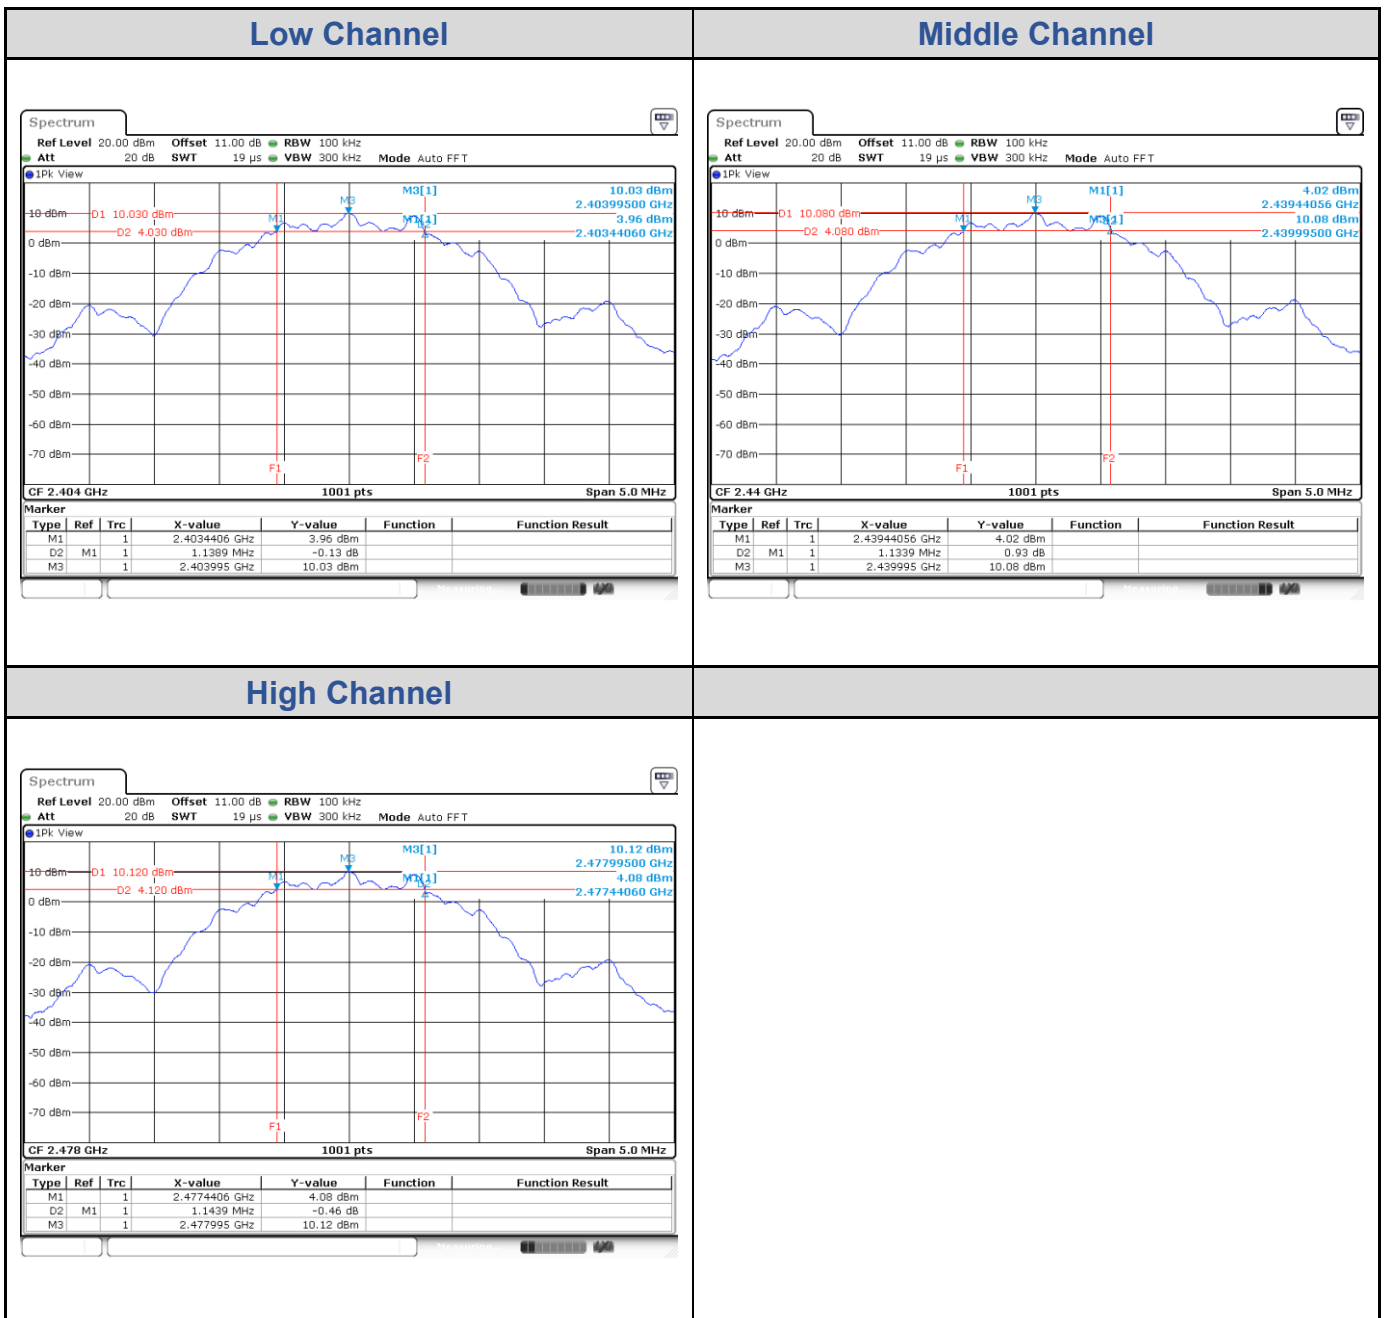 Low Channel
Middle Channel
Spectrum
Ref Level 20.00 dBm Offset 11.00 dB RBW 100 kHz
Att 20 dB SWT 19 µs VBW 300 kHz Mode Auto FFT
1Pk View
M3[1] 10.03 dBm
2.40399500 GHz
M1[1] 3.96 dBm
2.40344060 GHz
M3
M1
D2
10 dBm
D1 10.030 dBm
D2 4.030 dBm
0 dBm
-10 dBm
-20 dBm
-30 dBm
-40 dBm
-50 dBm
-60 dBm
-70 dBm
F1
F2
CF 2.404 GHz 1001 pts Span 5.0 MHz
Marker
Type Ref Trc X-value Y-value Function Function Result
M1 1 2.4034406 GHz 3.96 dBm
D2 M1 1 1.1389 MHz -0.13 dB
M3 1 2.403995 GHz 10.03 dBm
Measuring...
Spectrum
Ref Level 20.00 dBm Offset 11.00 dB RBW 100 kHz
Att 20 dB SWT 19 µs VBW 300 kHz Mode Auto FFT
1Pk View
M1[1] 4.02 dBm
2.43944056 GHz
M3[1] 10.08 dBm
2.43999500 GHz
M3
M1
D2
10 dBm
D1 10.080 dBm
D2 4.080 dBm
0 dBm
-10 dBm
-20 dBm
-30 dBm
-40 dBm
-50 dBm
-60 dBm
-70 dBm
F1
F2
CF 2.44 GHz 1001 pts Span 5.0 MHz
Marker
Type Ref Trc X-value Y-value Function Function Result
M1 1 2.43944056 GHz 4.02 dBm
D2 M1 1 1.1339 MHz 0.93 dB
M3 1 2.439995 GHz 10.08 dBm
Measuring...
High Channel
Spectrum
Ref Level 20.00 dBm Offset 11.00 dB RBW 100 kHz
Att 20 dB SWT 19 µs VBW 300 kHz Mode Auto FFT
1Pk View
M3[1] 10.12 dBm
2.47799500 GHz
M1[1] 4.08 dBm
2.47744060 GHz
M3
M1
D2
10 dBm
D1 10.120 dBm
D2 4.120 dBm
0 dBm
-10 dBm
-20 dBm
-30 dBm
-40 dBm
-50 dBm
-60 dBm
-70 dBm
F1
F2
CF 2.478 GHz 1001 pts Span 5.0 MHz
Marker
Type Ref Trc X-value Y-value Function Function Result
M1 1 2.4774406 GHz 4.08 dBm
D2 M1 1 1.1439 MHz -0.46 dB
M3 1 2.477995 GHz 10.12 dBm
Measuring...